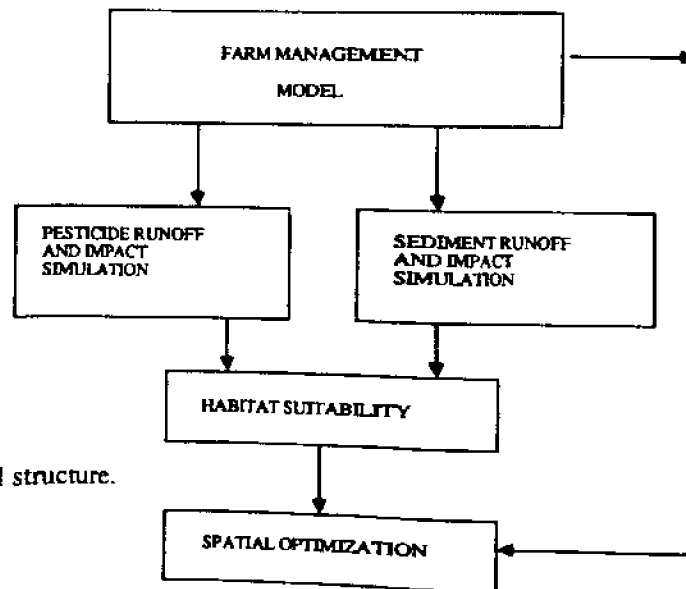 FARM MANAGEMENT
MODEL
PESTICIDE RUNOFF
AND IMPACT
SIMULATION
SEDIMENT RUNOFF
AND IMPACT
SIMULATION
HABITAT SUITABILITY
structure.
SPATIAL OPTIMIZATION